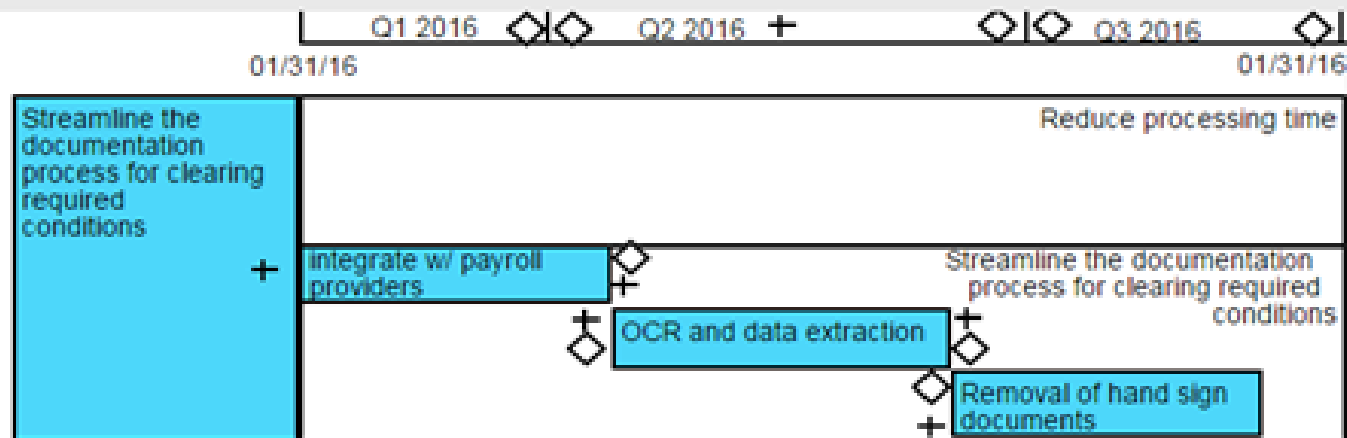 Q1 2016
Q2 2016
Q3 2016
01/31/16
01/31/16
Streamline the
documentation
process for clearing
required
conditions
Reduce processing time
integrate w/ payroll
providers
Streamline the documentation
process for clearing required
conditions
OCR and data extraction
Removal of hand sign
documents